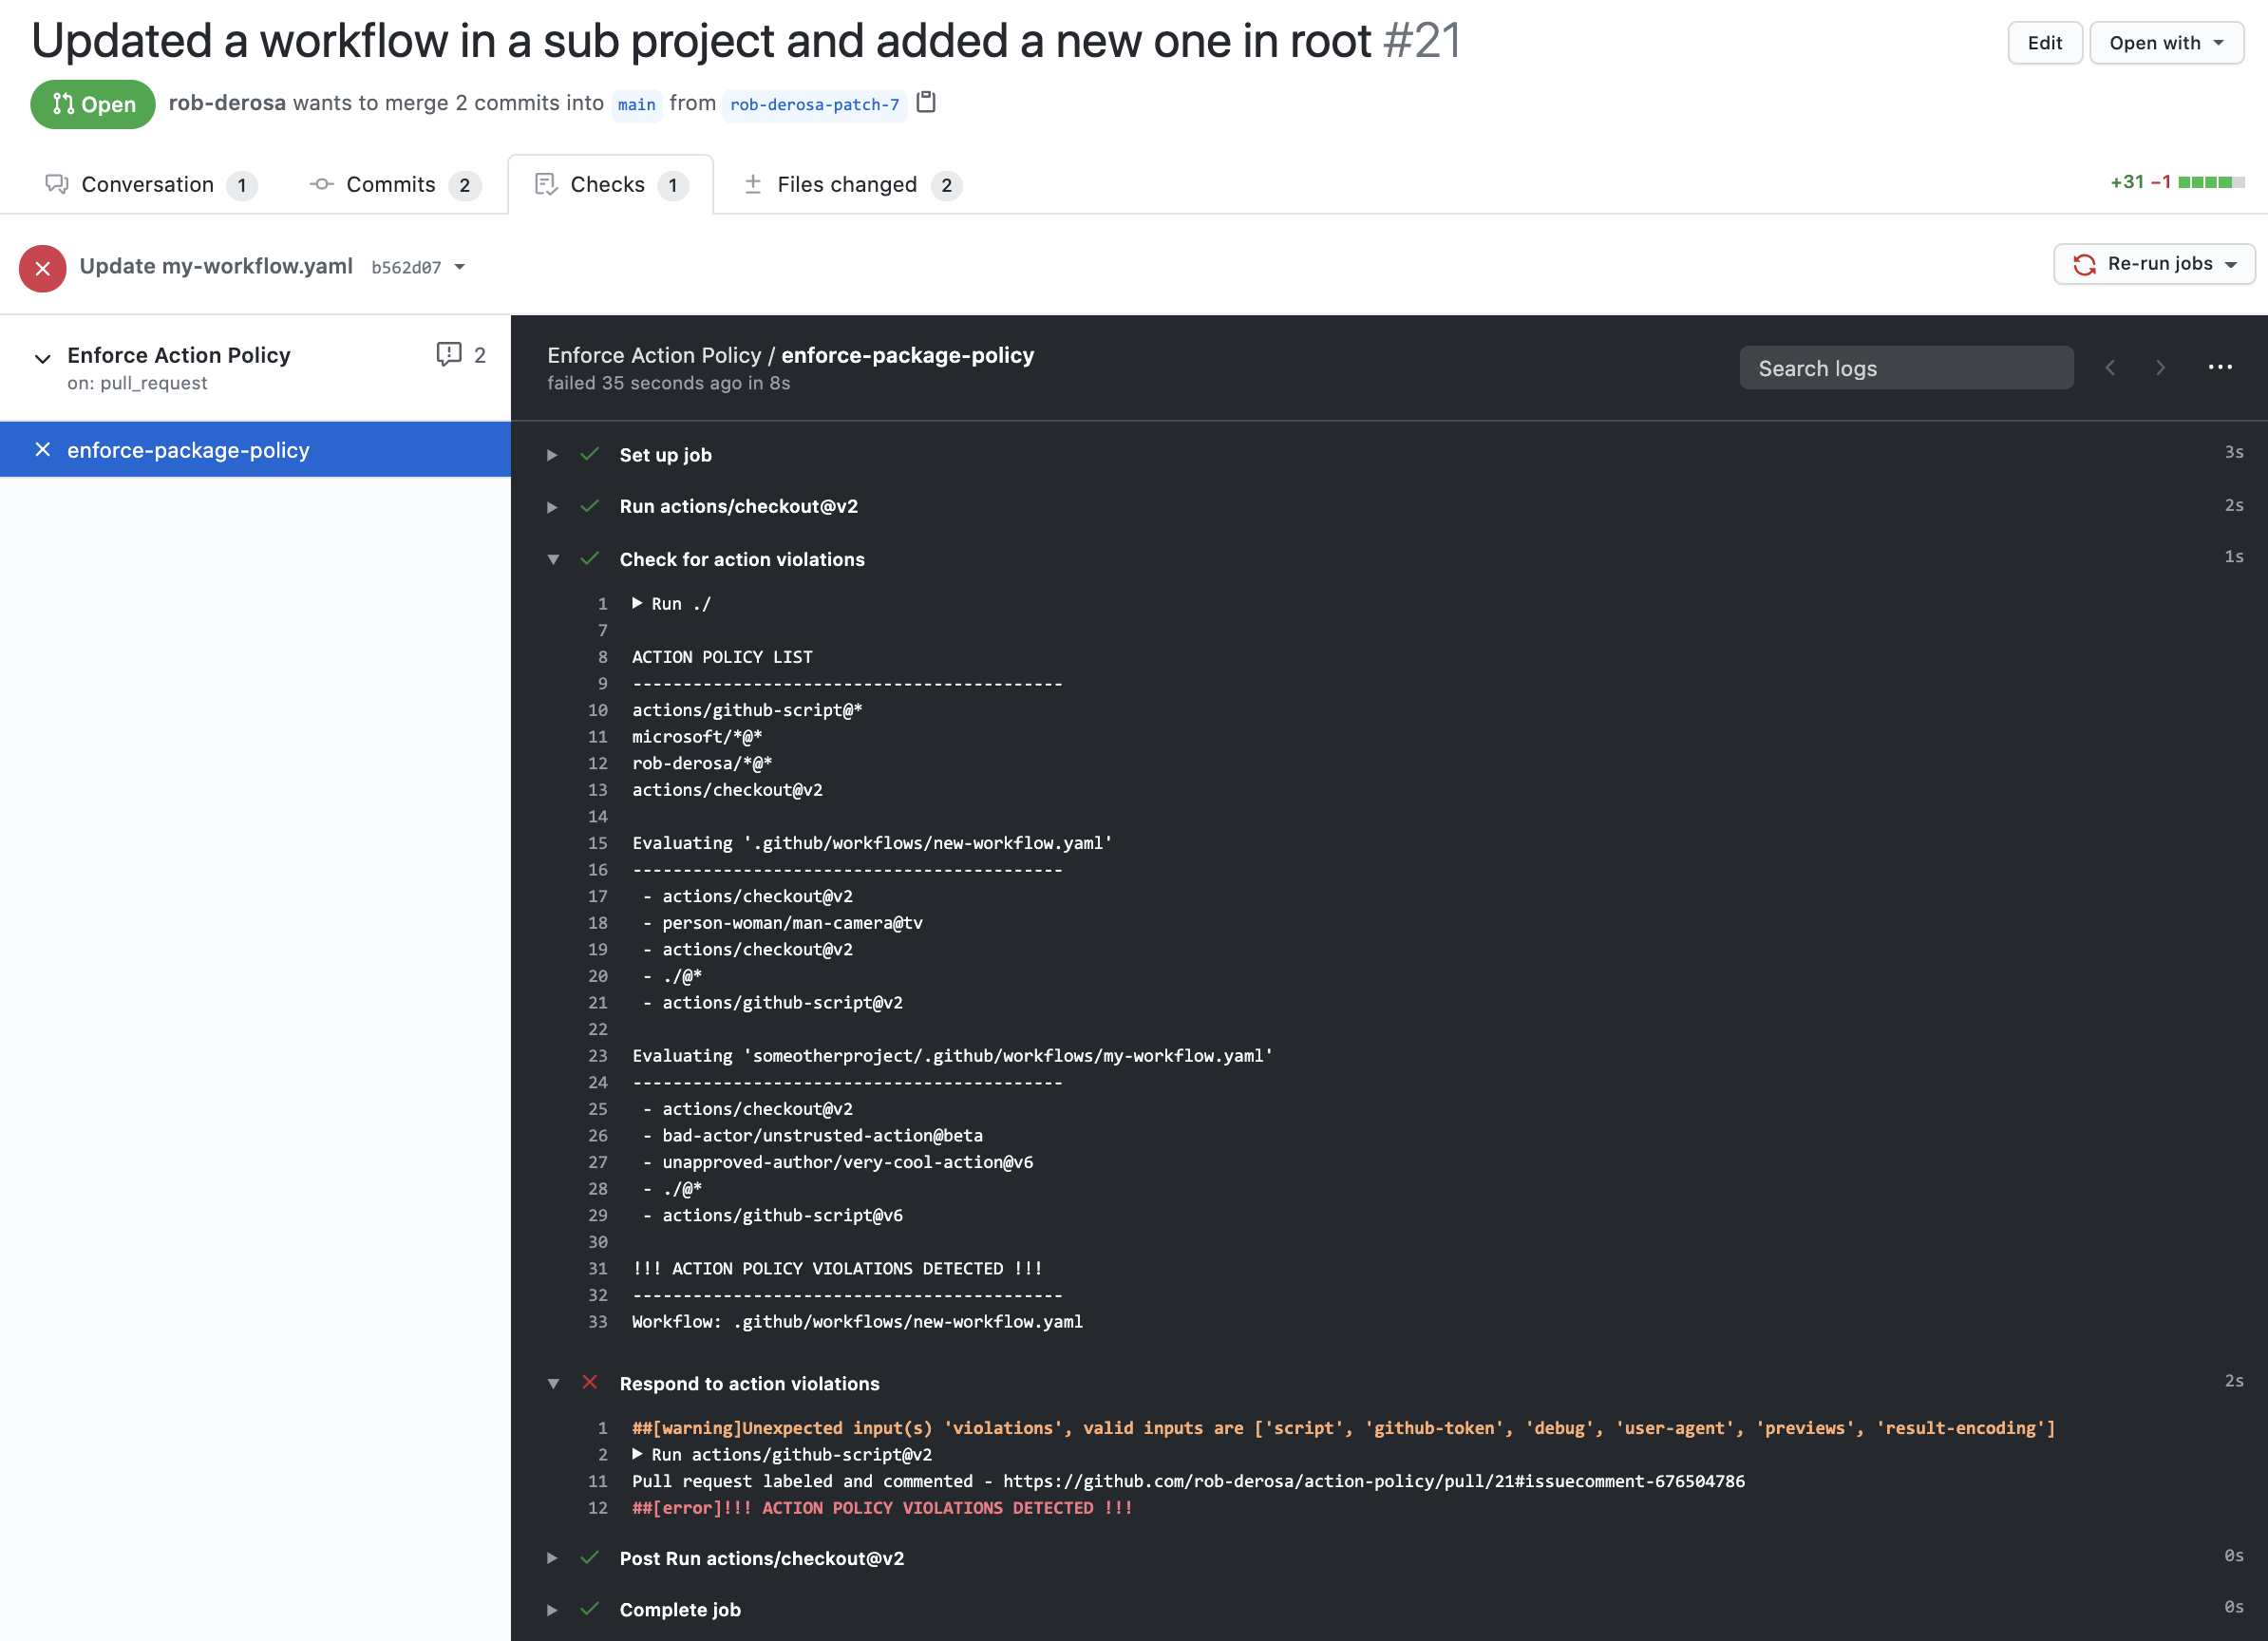 Updated a workflow in a sub project and added a new one in root #21
Edit
Open with
Open
rob-derosa wants to merge 2 commits into main from rob-derosa-patch-7
Conversation 1
Commits 2
Checks 1
Files changed 2
+31 −1
Update my-workflow.yaml b562d07
Re-run jobs
Enforce Action Policy 2
on: pull_request
enforce-package-policy
Enforce Action Policy / enforce-package-policy
failed 35 seconds ago in 8s
Search logs
Set up job 3s
Run actions/checkout@v2 2s
Check for action violations 1s
1 Run ./
7
8 ACTION POLICY LIST
9 -------------------------------------------
10 actions/github-script@*
11 microsoft/*@*
12 rob-derosa/*@*
13 actions/checkout@v2
14
15 Evaluating '.github/workflows/new-workflow.yaml'
16 -------------------------------------------
17 - actions/checkout@v2
18 - person-woman/man-camera@tv
19 - actions/checkout@v2
20 - ./@*
21 - actions/github-script@v2
22
23 Evaluating 'someotherproject/.github/workflows/my-workflow.yaml'
24 -------------------------------------------
25 - actions/checkout@v2
26 - bad-actor/unstrusted-action@beta
27 - unapproved-author/very-cool-action@v6
28 - ./@*
29 - actions/github-script@v6
30
31 !!! ACTION POLICY VIOLATIONS DETECTED !!!
32 -------------------------------------------
33 Workflow: .github/workflows/new-workflow.yaml
Respond to action violations 2s
1 ##[warning]Unexpected input(s) 'violations', valid inputs are ['script', 'github-token', 'debug', 'user-agent', 'previews', 'result-encoding']
2 Run actions/github-script@v2
11 Pull request labeled and commented - https://github.com/rob-derosa/action-policy/pull/21#issuecomment-676504786
12 ##[error]!!! ACTION POLICY VIOLATIONS DETECTED !!!
Post Run actions/checkout@v2 0s
Complete job 0s